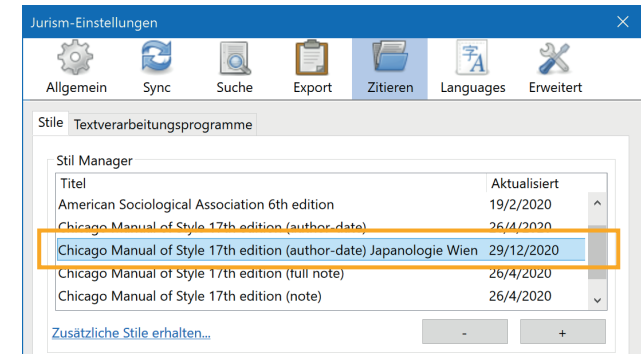 Jurism-Einstellungen
Allgemein Sync Suche Export Zitieren Languages Erweitert
Stile Textverarbeitungsprogramme
Stil Manager
Titel Aktualisiert
American Sociological Association 6th edition 19/2/2020
Chicago Manual of Style 17th edition (author-date) 26/4/2020
Chicago Manual of Style 17th edition (author-date) Japanologie Wien 29/12/2020
Chicago Manual of Style 17th edition (full note) 26/4/2020
Chicago Manual of Style 17th edition (note) 26/4/2020
Zusätzliche Stile erhalten... - +